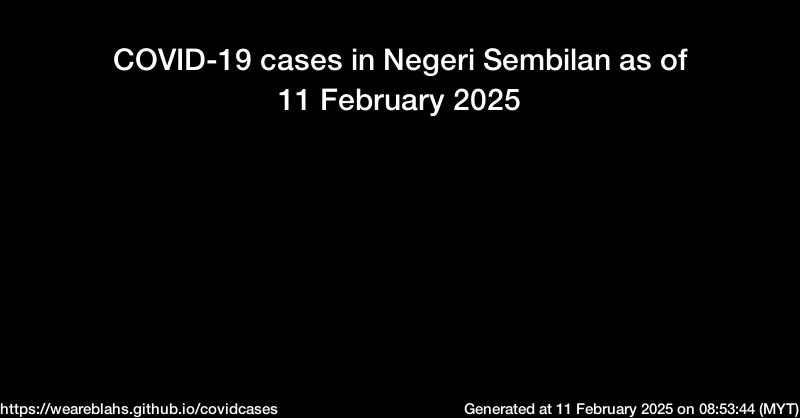 COVID-19 cases in Negeri Sembilan as of
11 February 2025
https://weareblahs.github.io/covidcases
Generated at 11 February 2025 on 08:53:44 (MYT)